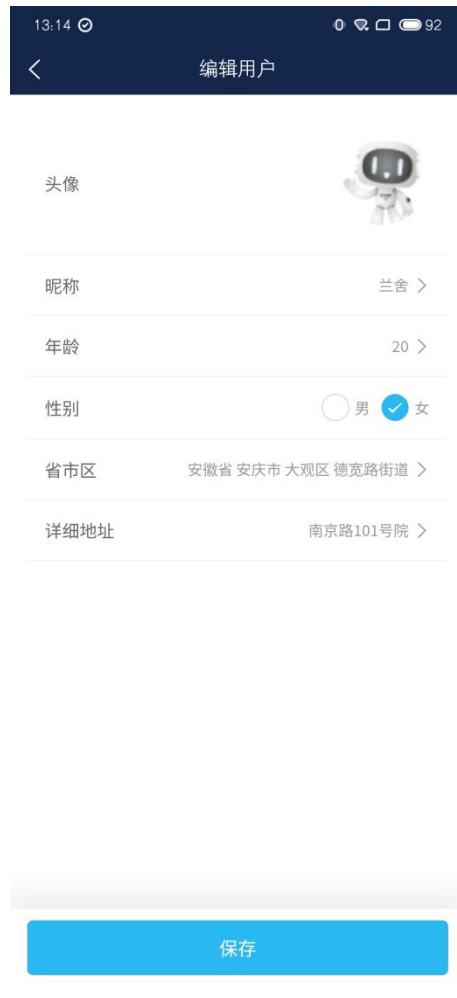 13:14 92
编辑用户
头像
昵称 兰舍
年龄 20
性别 男 女
省市区 安徽省 安庆市 大观区 德宽路街道
详细地址 南京路101号院
保存